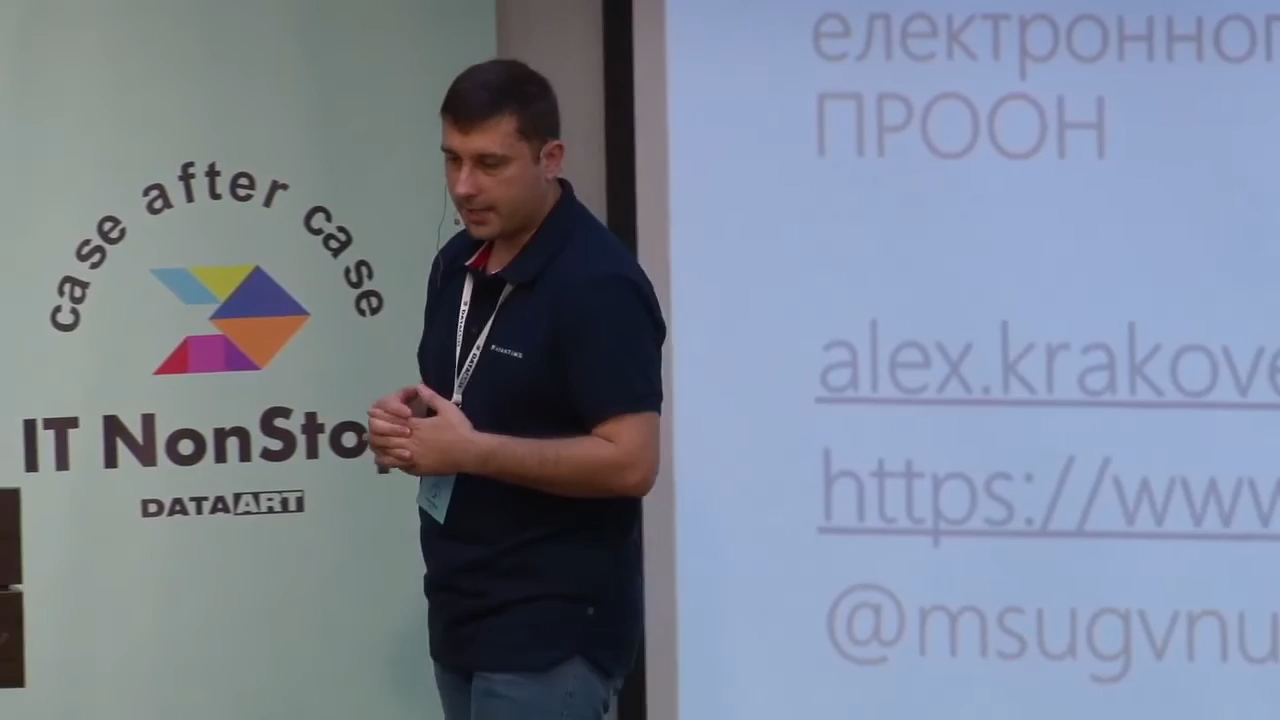 case after case
IT NonSto
DATAART
електронног
ПРООН
alex.krakove
https://www
@msugvnu